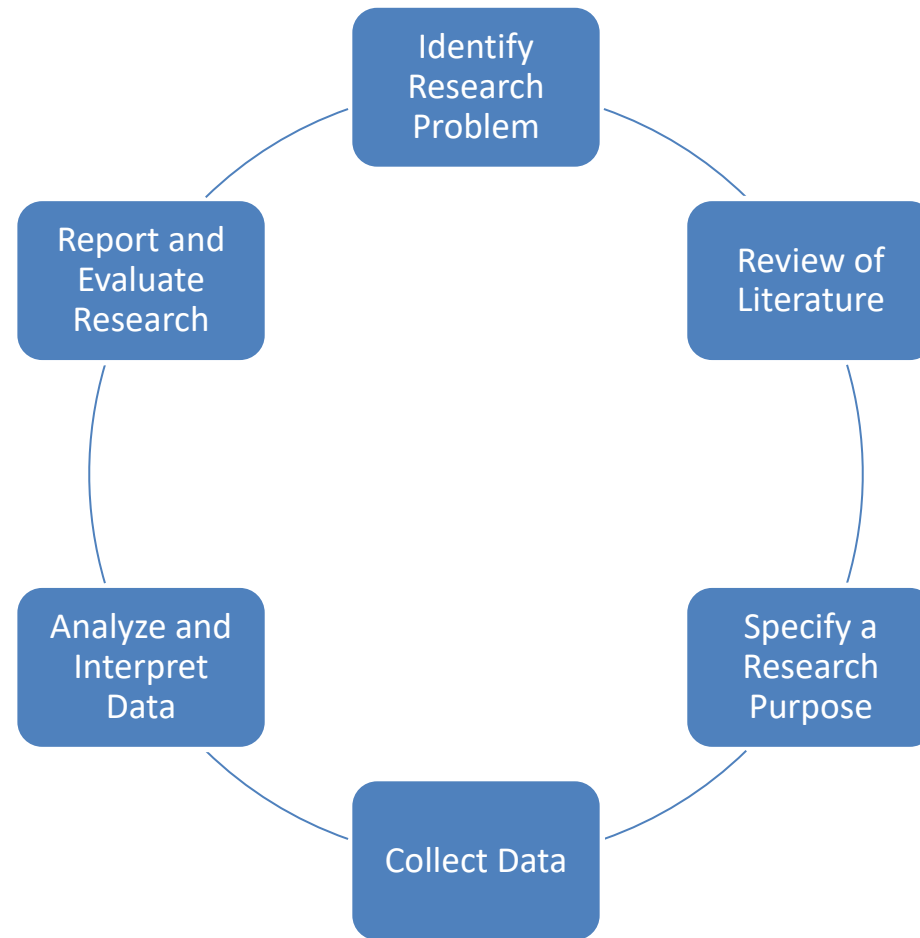 Identify
Research
Problem
Review of
Literature
Specify a
Research
Purpose
Collect Data
Analyze and
Interpret
Data
Report and
Evaluate
Research